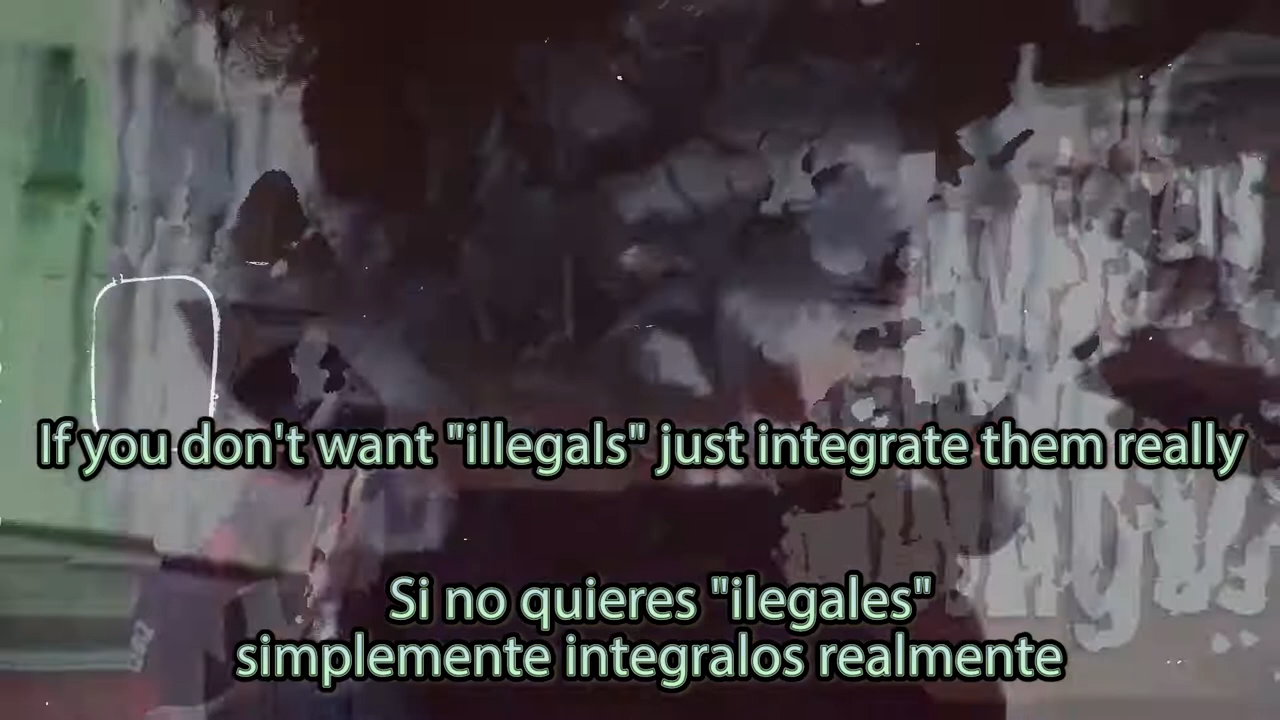 If you don't want "illegals" just integrate them really
Si no quieres "ilegales"
simplemente integralos realmente